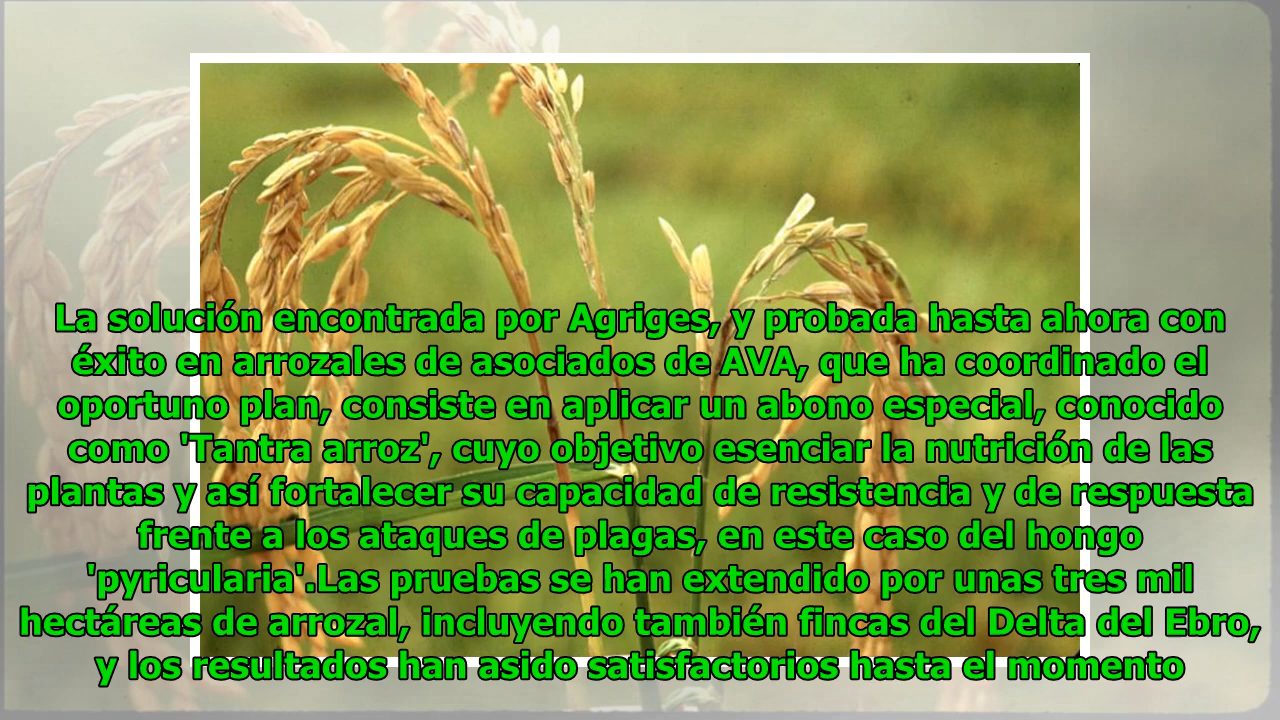 La solución encontrada por Agriges, y probada hasta ahora con
éxito en arrozales de asociados de AVA, que ha coordinado el
oportuno plan, consiste en aplicar un abono especial, conocido
como 'Tantra arroz', cuyo objetivo esenciar la nutrición de las
plantas y así fortalecer su capacidad de resistencia y de respuesta
frente a los ataques de plagas, en este caso del hongo
'pyricularia'.Las pruebas se han extendido por unas tres mil
hectáreas de arrozal, incluyendo también fincas del Delta del Ebro,
y los resultados han asido satisfactorios hasta el momento